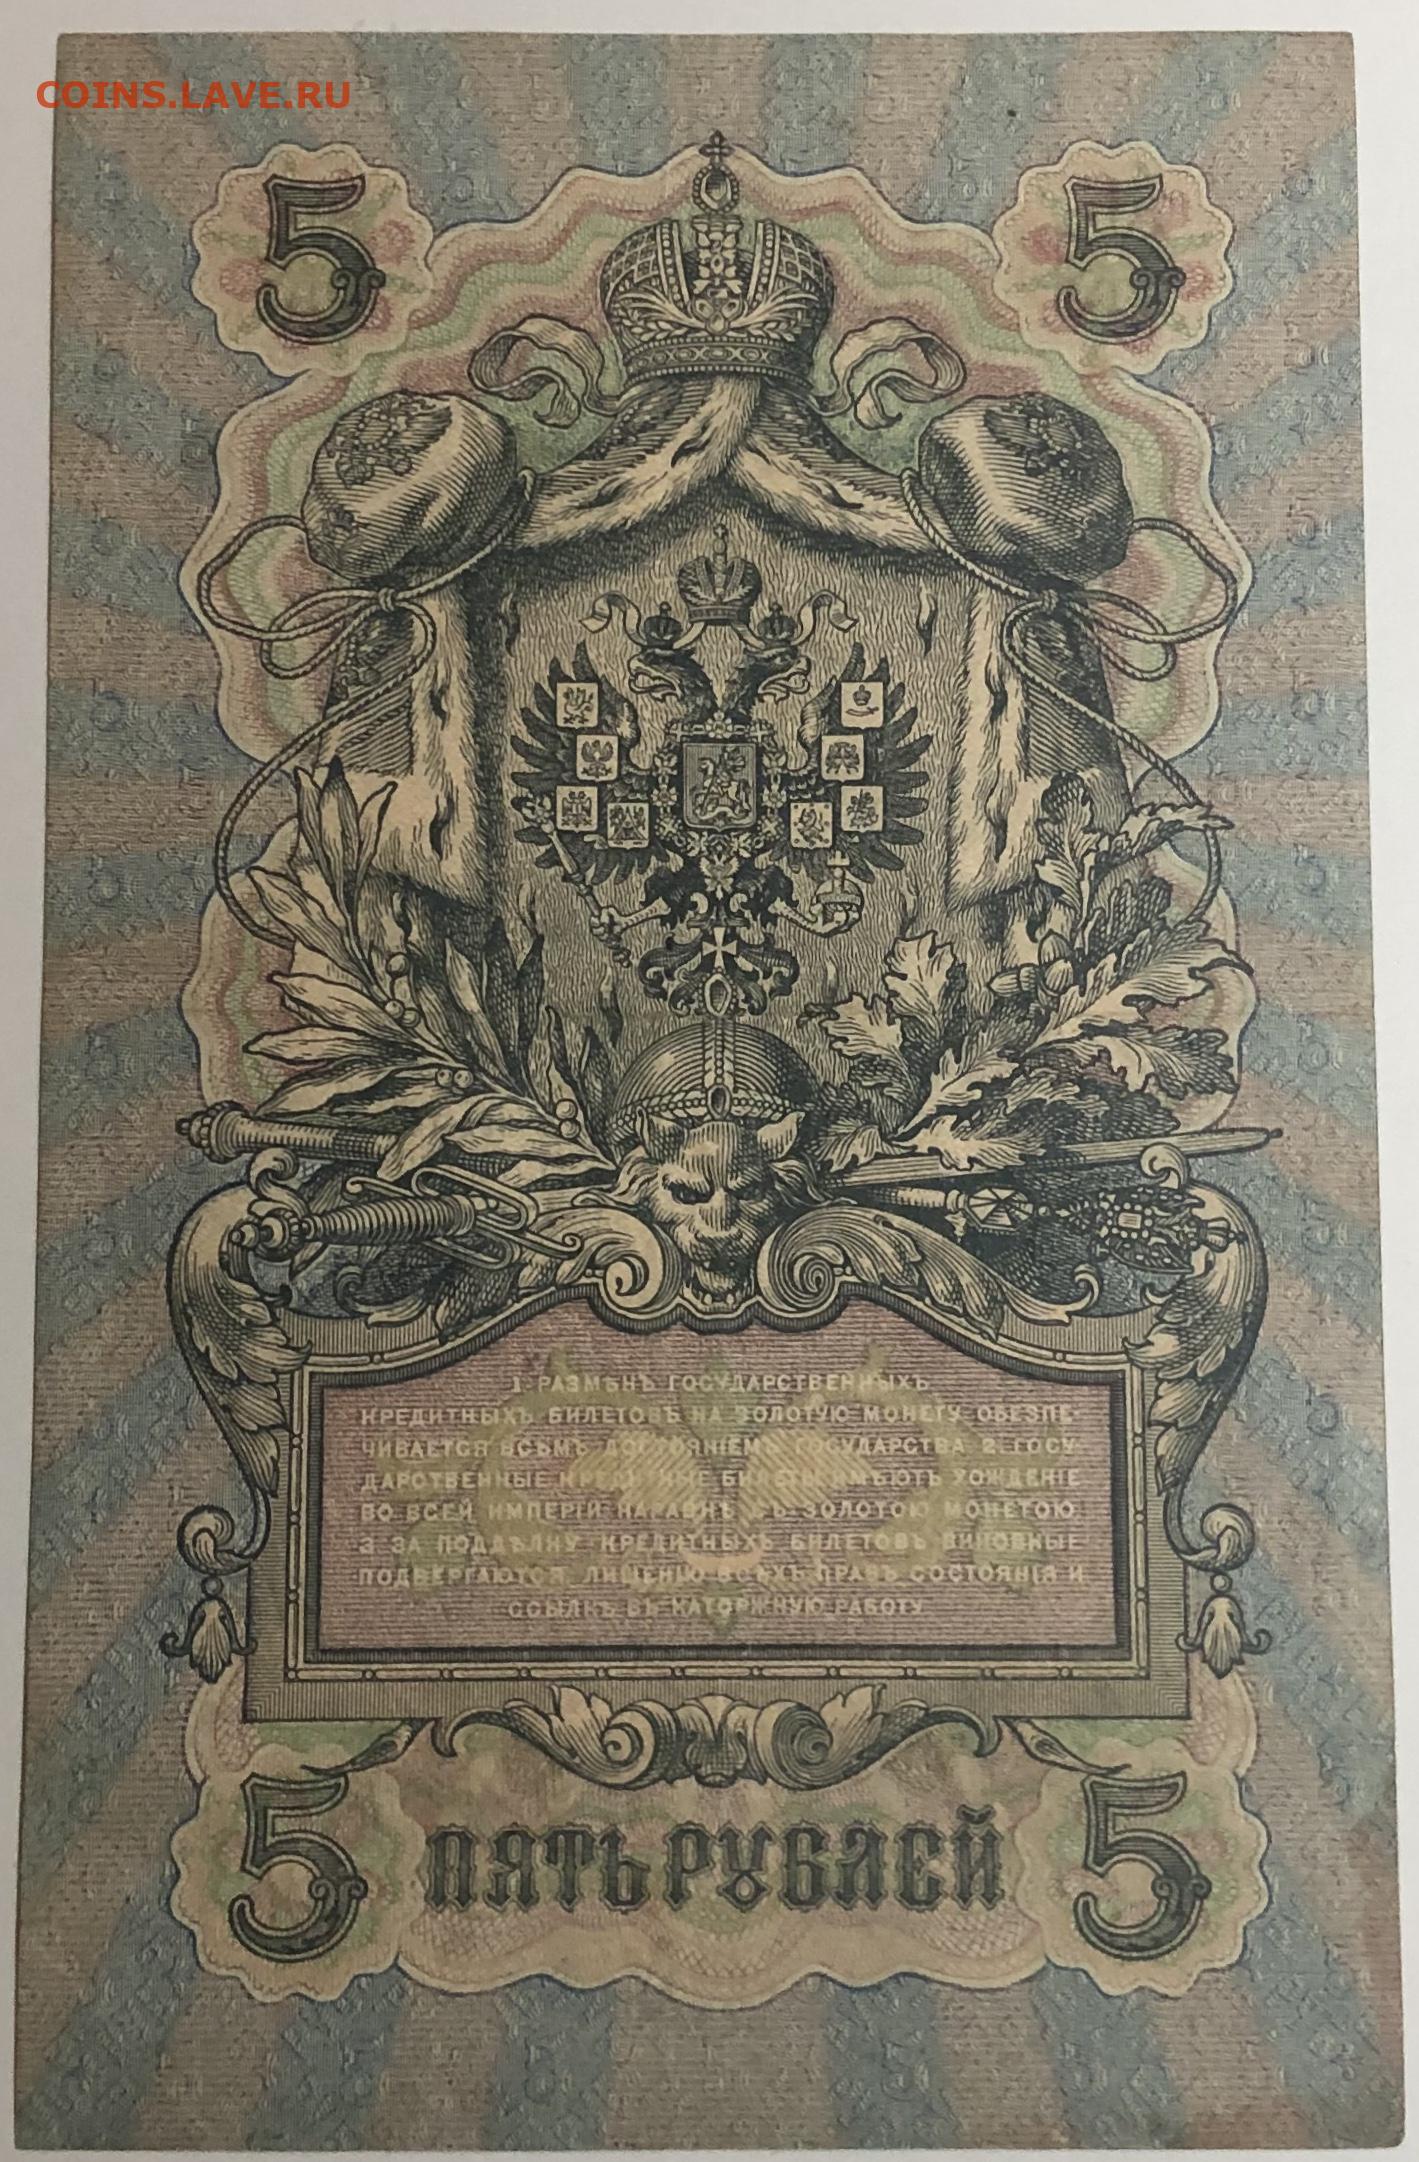 COINS.LAVE.RU
5 5
1 РАЗМѢНЪ ГОСУДАРСТВЕННЫХЪ
КРЕДИТНЫХЪ БИЛЕТОВЪ НА ЗОЛОТУЮ МОНЕТУ ОБЕЗПЕ-
ЧИВАЕТСЯ ВСѢМЪ ДОСТОЯНІЕМЪ ГОСУДАРСТВА 2 ГОСУ-
ДАРСТВЕННЫЕ КРЕДИТНЫЕ БИЛЕТЫ ИМѢЮТЪ ХОЖДЕНІЕ
ВО ВСЕЙ ИМПЕРІИ НАРАВНѢ СЪ ЗОЛОТОЮ МОНЕТОЮ
3 ЗА ПОДДѢЛКУ КРЕДИТНЫХЪ БИЛЕТОВЪ ВИНОВНЫЕ
ПОДВЕРГАЮТСЯ ЛИШЕНІЮ ВСѢХЪ ПРАВЪ СОСТОЯНІЯ И
ССЫЛКѢ ВЪ КАТОРЖНУЮ РАБОТУ
5 ПЯТЬ РУБЛЕЙ 5